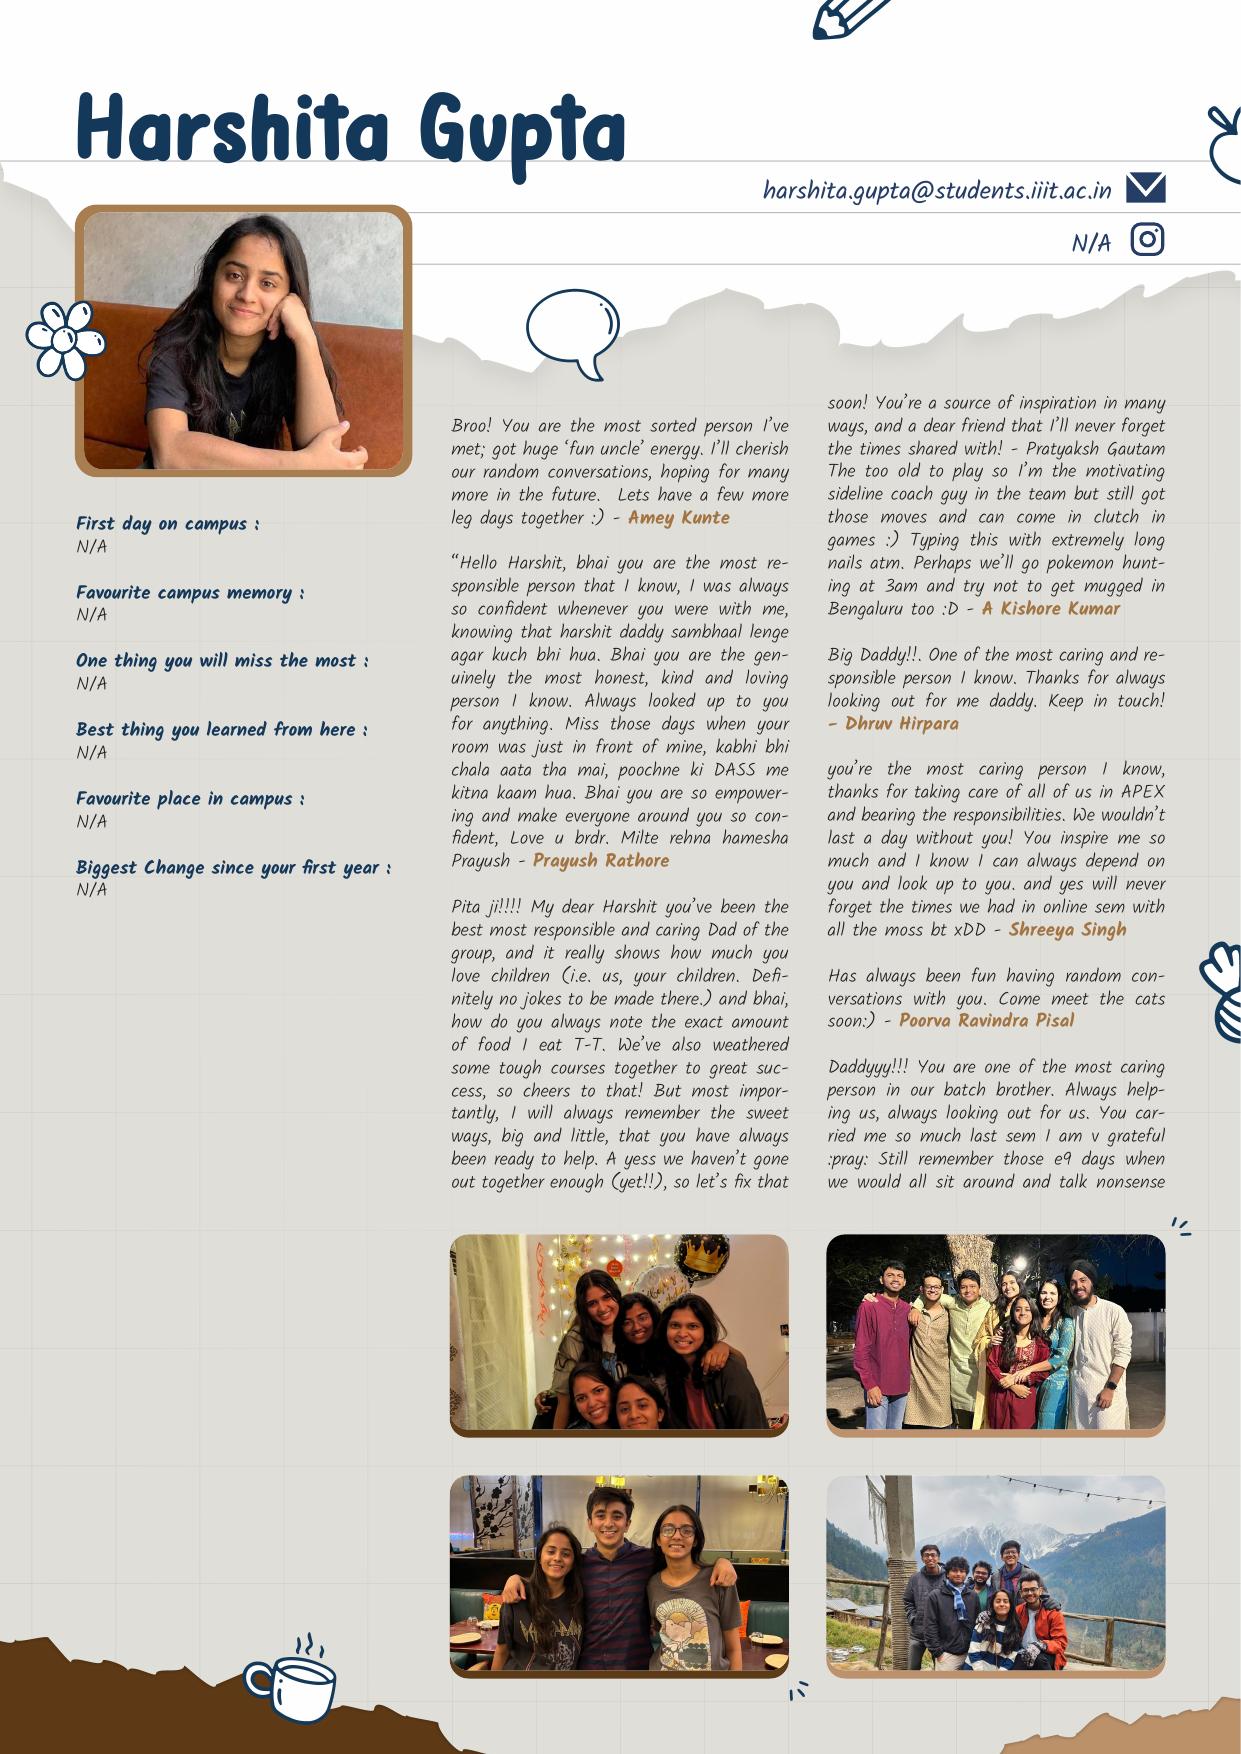 Harshita Gupta
harshita.gupta@students.iiit.ac.in
N/A
First day on campus :
N/A
Favourite campus memory :
N/A
One thing you will miss the most :
N/A
Best thing you learned from here :
N/A
Favourite place in campus :
N/A
Biggest Change since your first year :
N/A
Broo! You are the most sorted person I've
met; got huge 'fun uncle' energy. I'll cherish
our random conversations, hoping for many
more in the future. Lets have a few more
leg days together :) - Amey Kunte
“Hello Harshit, bhai you are the most re-
sponsible person that I know, I was always
so confident whenever you were with me,
knowing that harshit daddy sambhaal lenge
agar kuch bhi hua. Bhai you are the gen-
uinely the most honest, kind and loving
person I know. Always looked up to you
for anything. Miss those days when your
room was just in front of mine, kabhi bhi
chala aata tha mai, poochne ki DASS me
kitna kaam hua. Bhai you are so empower-
ing and make everyone around you so con-
fident, Love u brdr. Milte rehna hamesha
Prayush - Prayush Rathore
Pita ji!!!! My dear Harshit you've been the
best most responsible and caring Dad of the
group, and it really shows how much you
love children (i.e. us, your children. Defi-
nitely no jokes to be made there.) and bhai,
how do you always note the exact amount
of food I eat T-T. We've also weathered
some tough courses together to great suc-
cess, so cheers to that! But most impor-
tantly, I will always remember the sweet
ways, big and little, that you have always
been ready to help. A yess we haven't gone
out together enough (yet!!), so let's fix that
soon! You're a source of inspiration in many
ways, and a dear friend that I'll never forget
the times shared with! - Pratyaksh Gautam
The too old to play so I'm the motivating
sideline coach guy in the team but still got
those moves and can come in clutch in
games :) Typing this with extremely long
nails atm. Perhaps we'll go pokemon hunt-
ing at 3am and try not to get mugged in
Bengaluru too :D - A Kishore Kumar
Big Daddy!!. One of the most caring and re-
sponsible person I know. Thanks for always
looking out for me daddy. Keep in touch!
– Dhruv Hirpara
you're the most caring person I know,
thanks for taking care of all of us in APEX
and bearing the responsibilities. We wouldn't
last a day without you! You inspire me so
much and I know I can always depend on
you and look up to you. and yes will never
forget the times we had in online sem with
all the moss bt xDD - Shreeya Singh
Has always been fun having random con-
versations with you. Come meet the cats
soon:) - Poorva Ravindra Pisal
Daddyyy!!! You are one of the most caring
person in our batch brother. Always help-
ing us, always looking out for us. You car-
ried me so much last sem I am v grateful
:pray: Still remember those e9 days when
we would all sit around and talk nonsense